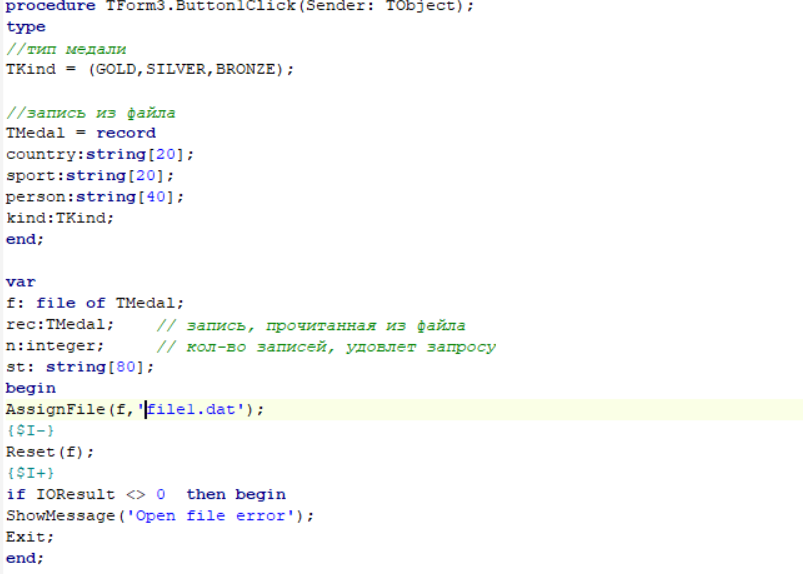 procedure TForm3.Button1Click(Sender: TObject);
type
//тип медали
TKind = (GOLD,SILVER,BRONZE);
//запись из файла
TMedal = record
country:string[20];
sport:string[20];
person:string[40];
kind:TKind;
end;
var
f: file of TMedal;
rec:TMedal; // запись, прочитанная из файла
n:integer; // кол-во записей, удовлет запросу
st: string[80];
begin
AssignFile(f,'file1.dat');
{$I-}
Reset(f);
{$I+}
if IOResult <> 0 then begin
ShowMessage('Open file error');
Exit;
end;